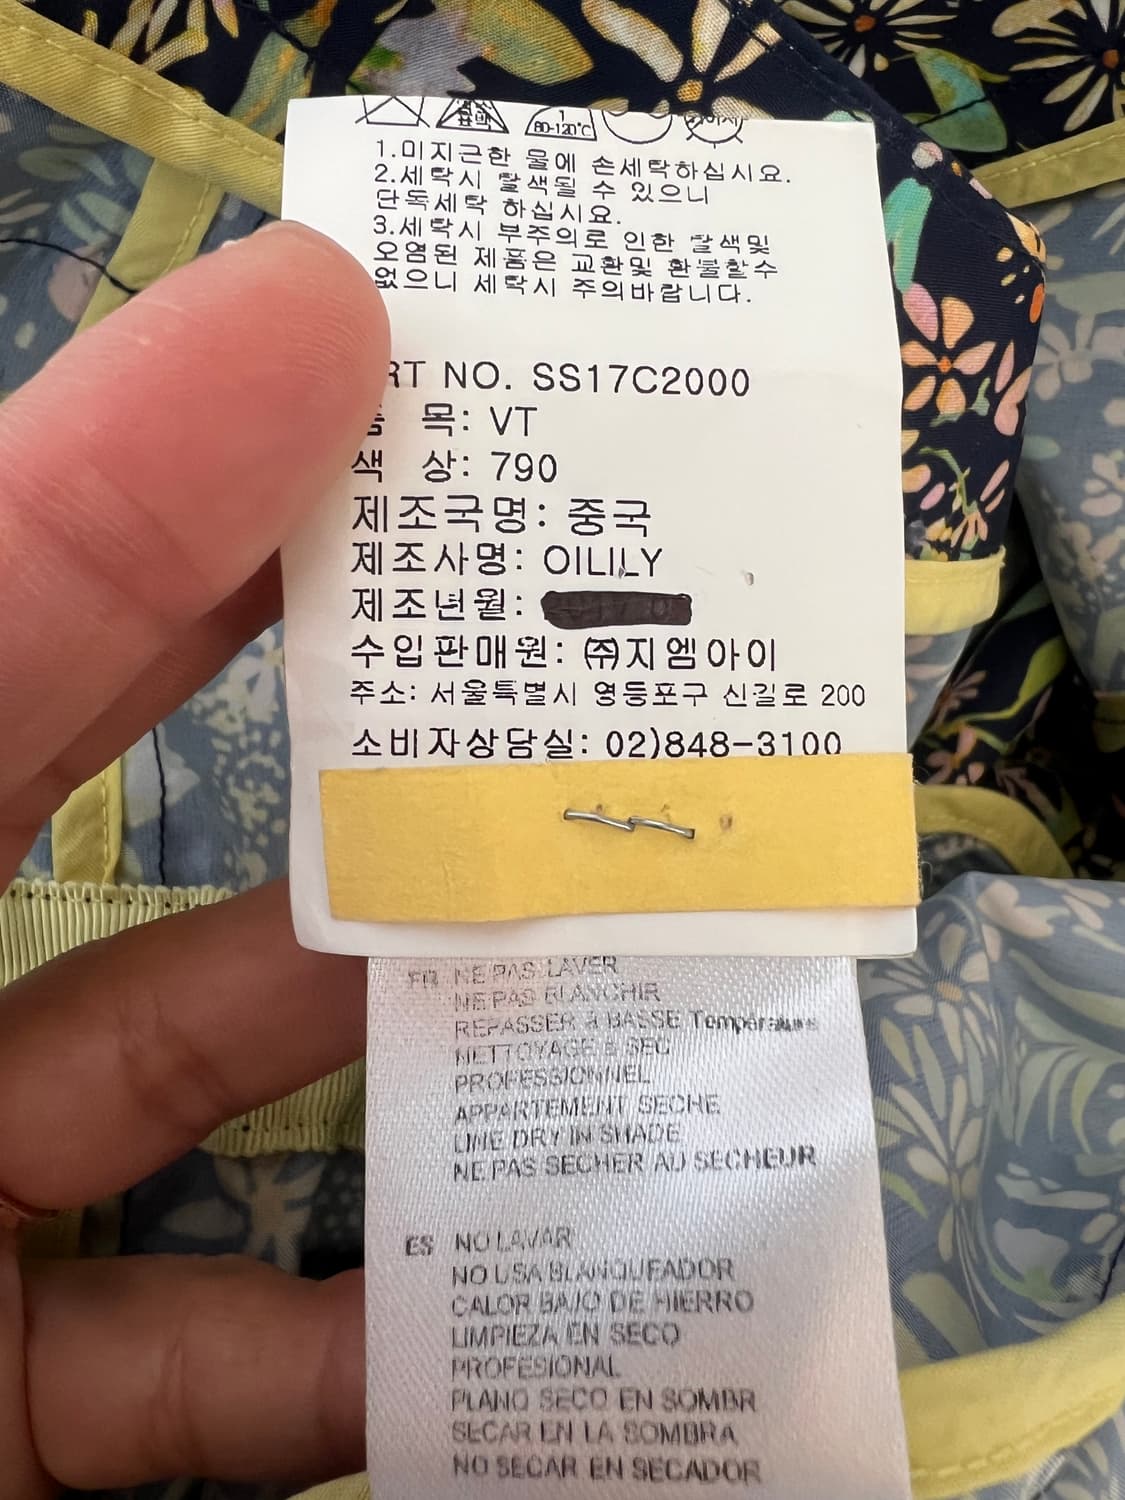 표백
80-120℃
1.미지근한 물에 손세탁하십시요.
2.세탁시 탈색될 수 있으니
단독세탁 하십시요.
3.세탁시 부주의로 인한 탈색및
오염된 제품은 교환및 환불할수
없으니 세탁시 주의바랍니다.
RT NO. SS17C2000
목: VT
색 상: 790
제조국명: 중국
제조사명: OILILY
제조년월:
수입판매원: ㈜지엠아이
주소: 서울특별시 영등포구 신길로 200
소비자상담실: 02)848-3100
FR NE PAS LAVER
NE PAS BLANCHIR
REPASSER à BASSE Température
NETTOYAGE à SEC
PROFESSIONNEL
APPARTEMENT SECHE
LINE DRY IN SHADE
NE PAS SECHER AU SECHEUR
ES NO LAVAR
NO USA BLANQUEADOR
CALOR BAJO DE HIERRO
LIMPIEZA EN SECO
PROFESIONAL
PLANO SECO EN SOMBR
SECAR EN LA SOMBRA
NO SECAR EN SECADOR